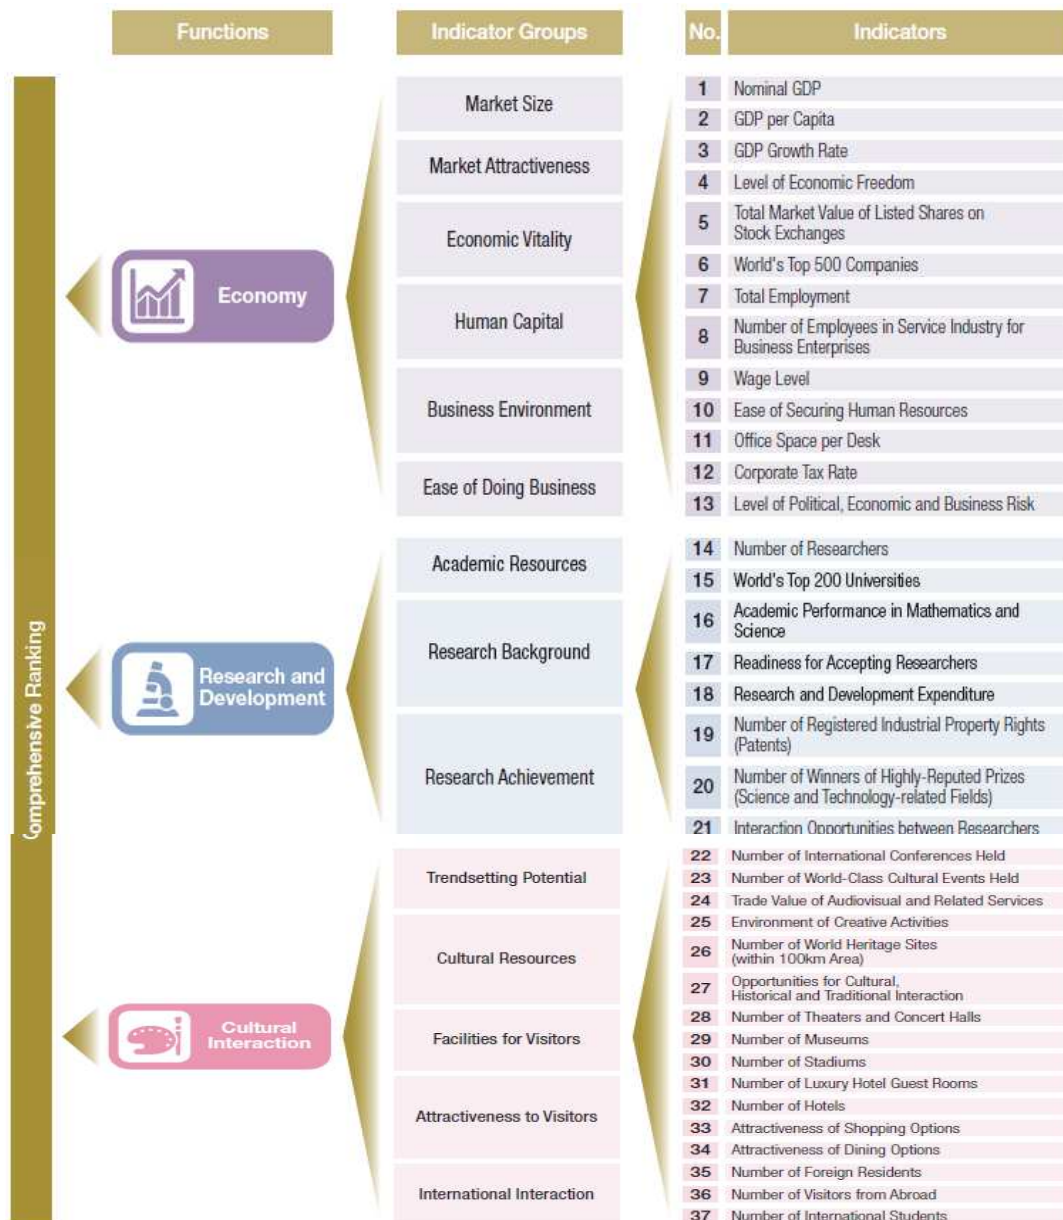 Functions
Indicator Groups
No.
Indicators
Comprehensive Ranking
Economy
Market Size
Market Attractiveness
Economic Vitality
Human Capital
Business Environment
Ease of Doing Business
1 Nominal GDP
2 GDP per Capita
3 GDP Growth Rate
4 Level of Economic Freedom
5 Total Market Value of Listed Shares on
Stock Exchanges
6 World's Top 500 Companies
7 Total Employment
8 Number of Employees in Service Industry for
Business Enterprises
9 Wage Level
10 Ease of Securing Human Resources
11 Office Space per Desk
12 Corporate Tax Rate
13 Level of Political, Economic and Business Risk
Research and
Development
Academic Resources
Research Background
Research Achievement
14 Number of Researchers
15 World's Top 200 Universities
16 Academic Performance in Mathematics and
Science
17 Readiness for Accepting Researchers
18 Research and Development Expenditure
19 Number of Registered Industrial Property Rights
(Patents)
20 Number of Winners of Highly-Reputed Prizes
(Science and Technology-related Fields)
21 Interaction Opportunities between Researchers
Cultural
Interaction
Trendsetting Potential
Cultural Resources
Facilities for Visitors
Attractiveness to Visitors
International Interaction
22 Number of International Conferences Held
23 Number of World-Class Cultural Events Held
24 Trade Value of Audiovisual and Related Services
25 Environment of Creative Activities
26 Number of World Heritage Sites
(within 100km Area)
27 Opportunities for Cultural,
Historical and Traditional Interaction
28 Number of Theaters and Concert Halls
29 Number of Museums
30 Number of Stadiums
31 Number of Luxury Hotel Guest Rooms
32 Number of Hotels
33 Attractiveness of Shopping Options
34 Attractiveness of Dining Options
35 Number of Foreign Residents
36 Number of Visitors from Abroad
37 Number of International Students